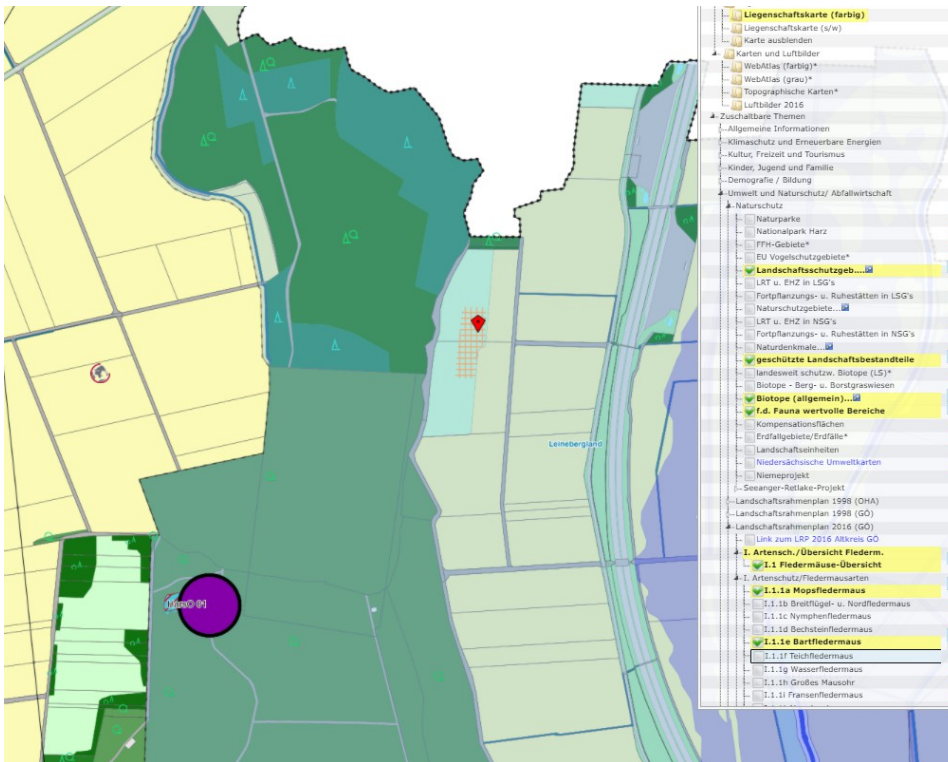 Liegenschaftskarte (farbig)
Liegenschaftskarte (s/w)
Karte ausblenden
Karten und Luftbilder
WebAtlas (farbig)*
WebAtlas (grau)*
Topographische Karten*
Luftbilder 2016
Zuschaltbare Themen
Allgemeine Informationen
Klimaschutz und Erneuerbare Energien
Kultur, Freizeit und Tourismus
Kinder, Jugend und Familie
Demografie / Bildung
Umwelt und Naturschutz/ Abfallwirtschaft
Naturschutz
Naturparke
Nationalpark Harz
FFH-Gebiete*
EU Vogelschutzgebiete*
Landschaftsschutzgeb....
LRT u. EHZ in LSG's
Fortpflanzungs- u. Ruhestätten in LSG's
Naturschutzgebiete...
LRT u. EHZ in NSG's
Fortpflanzungs- u. Ruhestätten in NSG's
Naturdenkmale...
geschützte Landschaftsbestandteile
landesweit schutzw. Biotope (LS)*
Biotope - Berg- u. Borstgraswiesen
Biotope (allgemein)...
f.d. Fauna wertvolle Bereiche
Kompensationsflächen
Erdfallgebiete/Erdfälle*
Landschaftseinheiten
Niedersächsische Umweltkarten
Niemeprojekt
Seeanger-Retlake-Projekt
Landschaftsrahmenplan 1998 (OHA)
Landschaftsrahmenplan 1998 (GÖ)
Landschaftsrahmenplan 2016 (GÖ)
Link zum LRP 2016 Altkreis GÖ
I. Artensch./Übersicht Flederm.
I.1 Fledermäuse-Übersicht
I. Artenschutz/Fledermausarten
I.1.1a Mopsfledermaus
I.1.1b Breitflügel- u. Nordfledermaus
I.1.1c Nymphenfledermaus
I.1.1d Bechsteinfledermaus
I.1.1e Bartfledermaus
I.1.1f Teichfledermaus
I.1.1g Wasserfledermaus
I.1.1h Großes Mausohr
I.1.1i Fransenfledermaus
Leinebergland